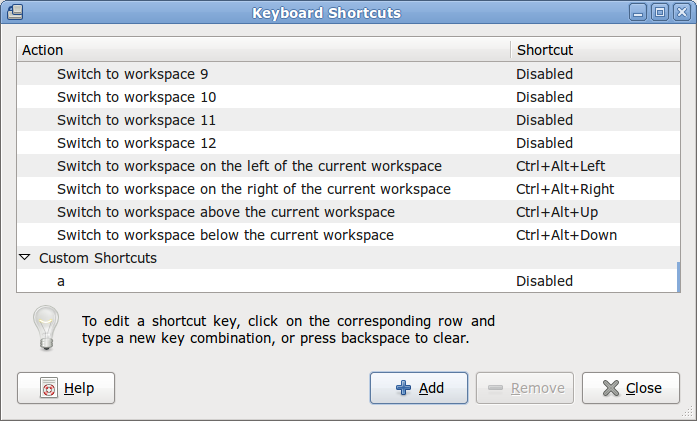 Keyboard Shortcuts
Action Shortcut
Switch to workspace 9 Disabled
Switch to workspace 10 Disabled
Switch to workspace 11 Disabled
Switch to workspace 12 Disabled
Switch to workspace on the left of the current workspace Ctrl+Alt+Left
Switch to workspace on the right of the current workspace Ctrl+Alt+Right
Switch to workspace above the current workspace Ctrl+Alt+Up
Switch to workspace below the current workspace Ctrl+Alt+Down
Custom Shortcuts
a Disabled
To edit a shortcut key, click on the corresponding row and
type a new key combination, or press backspace to clear.
Help Add Remove Close